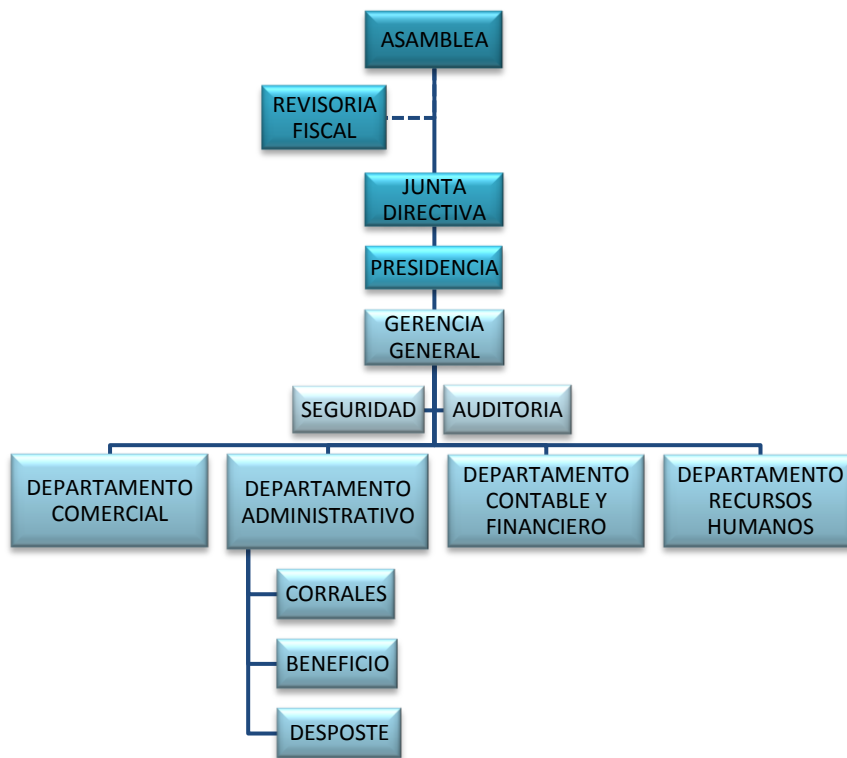 ASAMBLEA
REVISORIA
FISCAL
JUNTA
DIRECTIVA
PRESIDENCIA
GERENCIA
GENERAL
SEGURIDAD
AUDITORIA
DEPARTAMENTO
COMERCIAL
DEPARTAMENTO
ADMINISTRATIVO
DEPARTAMENTO
CONTABLE Y
FINANCIERO
DEPARTAMENTO
RECURSOS
HUMANOS
CORRALES
BENEFICIO
DESPOSTE